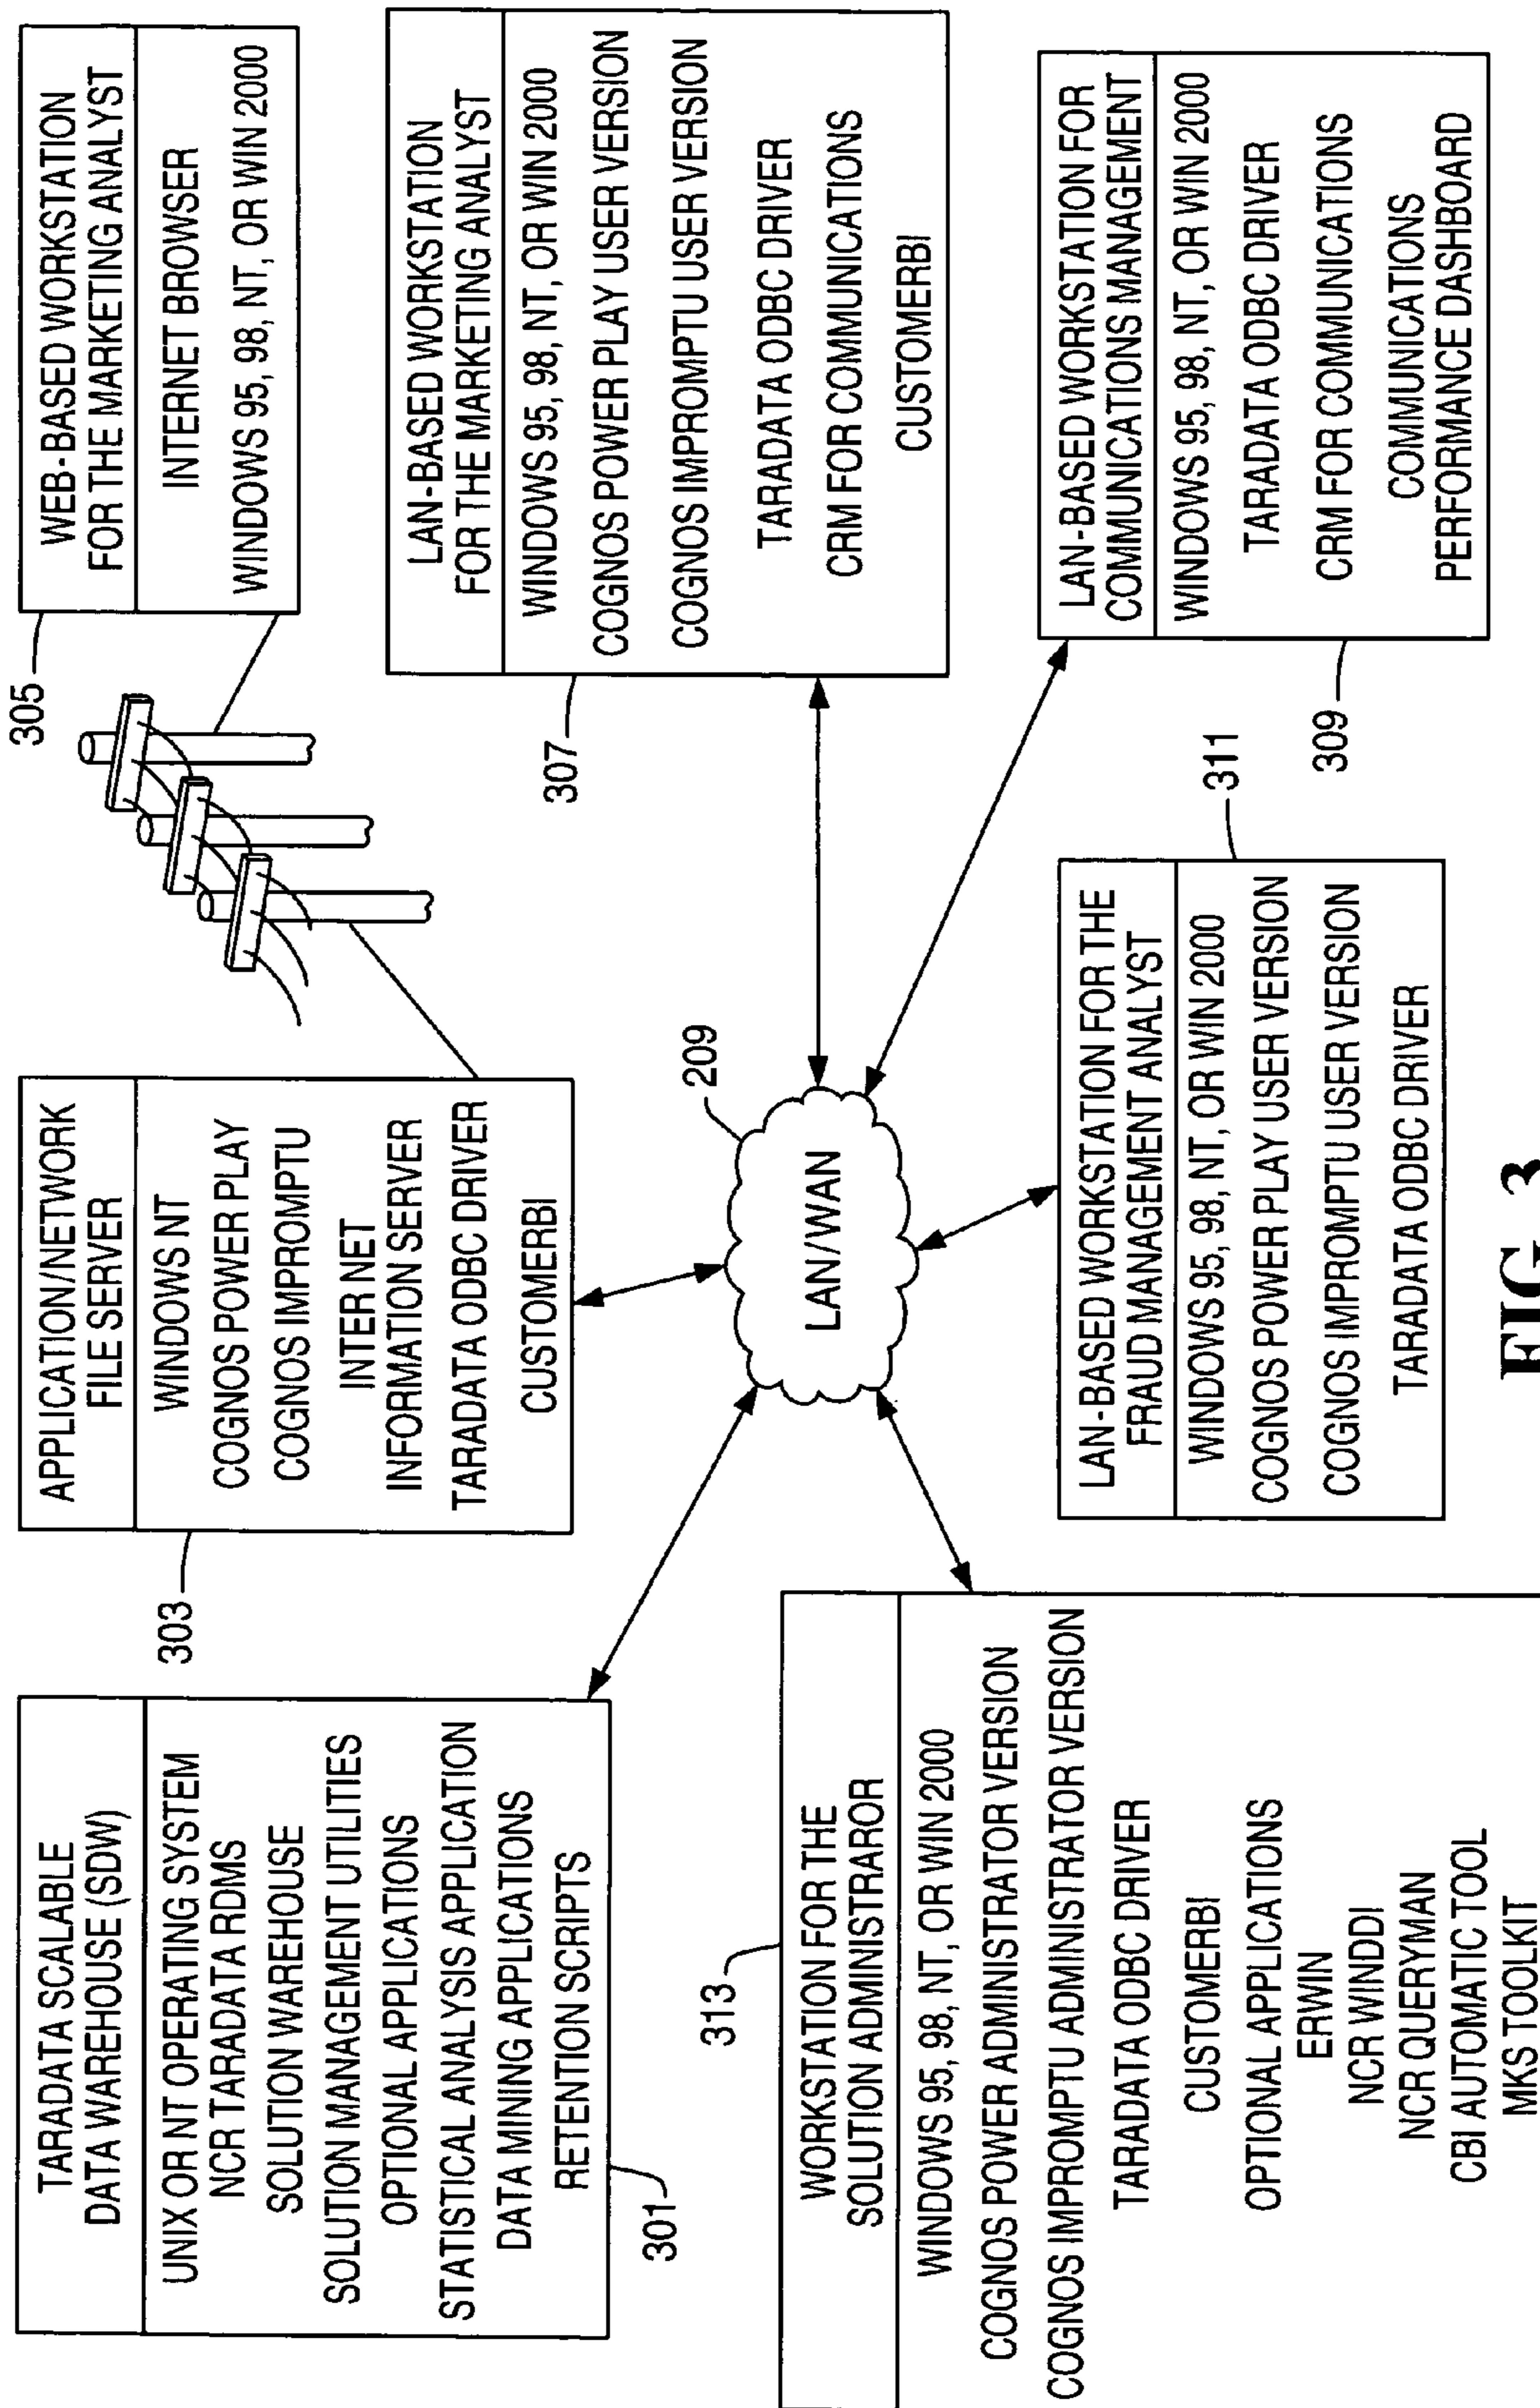 TARADATA SCALABLE
DATA WAREHOUSE (SDW)
UNIX OR NT OPERATING SYSTEM
NCR TARADATA RDMS
SOLUTION WAREHOUSE
SOLUTION MANAGEMENT UTILITIES
OPTIONAL APPLICATIONS
STATISTICAL ANALYSIS APPLICATION
DATA MINING APPLICATIONS
RETENTION SCRIPTS
301
303
APPLICATION/NETWORK
FILE SERVER
WINDOWS NT
COGNOS POWER PLAY
COGNOS IMPROMPTU
INTER NET
INFORMATION SERVER
TARADATA ODBC DRIVER
CUSTOMERBI
305
WEB-BASED WORKSTATION
FOR THE MARKETING ANALYST
INTERNET BROWSER
WINDOWS 95, 98, NT, OR WIN 2000
307
LAN-BASED WORKSTATION
FOR THE MARKETING ANALYST
WINDOWS 95, 98, NT, OR WIN 2000
COGNOS POWER PLAY USER VERSION
COGNOS IMPROMPTU USER VERSION
TARADATA ODBC DRIVER
CRM FOR COMMUNICATIONS
CUSTOMERBI
209
LAN/WAN
313
WORKSTATION FOR THE
SOLUTION ADMINISTRAROR
WINDOWS 95, 98, NT, OR WIN 2000
COGNOS POWER ADMINISTRATOR VERSION
COGNOS IMPROMPTU ADMINISTRATOR VERSION
TARADATA ODBC DRIVER
CUSTOMERBI
OPTIONAL APPLICATIONS
ERWIN
NCR WINDDI
NCR QUERYMAN
CBI AUTOMATIC TOOL
MKS TOOLKIT
311
LAN-BASED WORKSTATION FOR THE
FRAUD MANAGEMENT ANALYST
WINDOWS 95, 98, NT, OR WIN 2000
COGNOS POWER PLAY USER VERSION
COGNOS IMPROMPTU USER VERSION
TARADATA ODBC DRIVER
309
LAN-BASED WORKSTATION FOR
COMMUNICATIONS MANAGEMENT
WINDOWS 95, 98, NT, OR WIN 2000
TARADATA ODBC DRIVER
CRM FOR COMMUNICATIONS
COMMUNICATIONS
PERFORMANCE DASHBOARD
FIG. 3